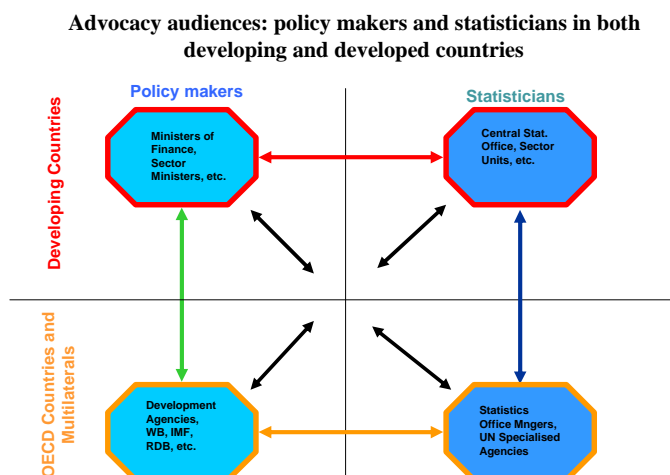 Advocacy audiences: policy makers and statisticians in both
developing and developed countries
Policy makers
Statisticians
Developing Countries
Ministers of
Finance,
Sector
Ministers, etc.
Central Stat.
Office, Sector
Units, etc.
OECD Countries and
Multilaterals
Development
Agencies,
WB, IMF,
RDB, etc.
Statistics
Office Mngers,
UN Specialised
Agencies